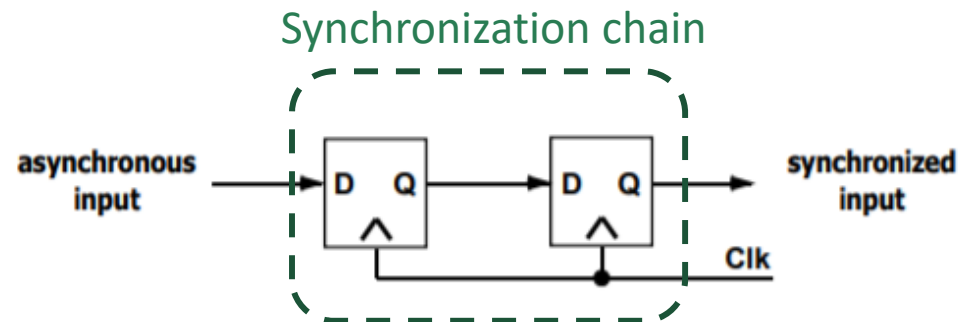 Synchronization chain
asynchronous
input
D Q
D Q
synchronized
input
Clk